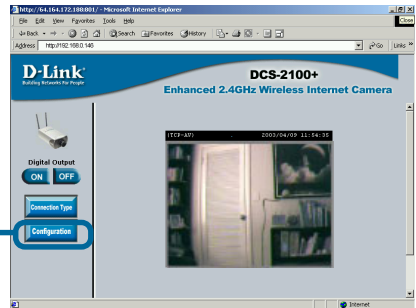 http://64.164.172.188:801/ - Microsoft Internet Explorer
File Edit View Favorites Tools Help
Close
Back Search Favorites History
Address http://192.168.0.146 Go Links »
D-Link
Building Networks for People
DCS-2100+
Enhanced 2.4GHz Wireless Internet Camera
(TCP-AV) 2003/04/09 11:54:35
Digital Output
ON OFF
Connection Type
Configuration
Internet